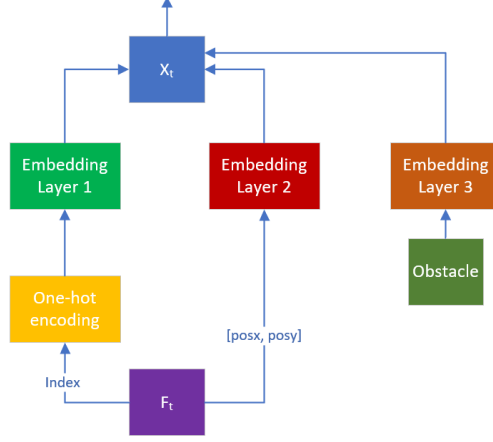 Xt
Embedding
Layer 1
Embedding
Layer 2
Embedding
Layer 3
One-hot
encoding
Obstacle
[posx, posy]
Index
Ft